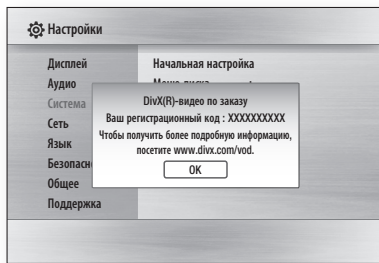 Настройки
Дисплей
Начальная настройка
Аудио
Система
DivX(R)-видео по заказу
Ваш регистрационный код : XXXXXXXXXX
Сеть
Чтобы получить более подробную информацию,
Язык
посетите www.divx.com/vod.
OK
Общее
Поддержка